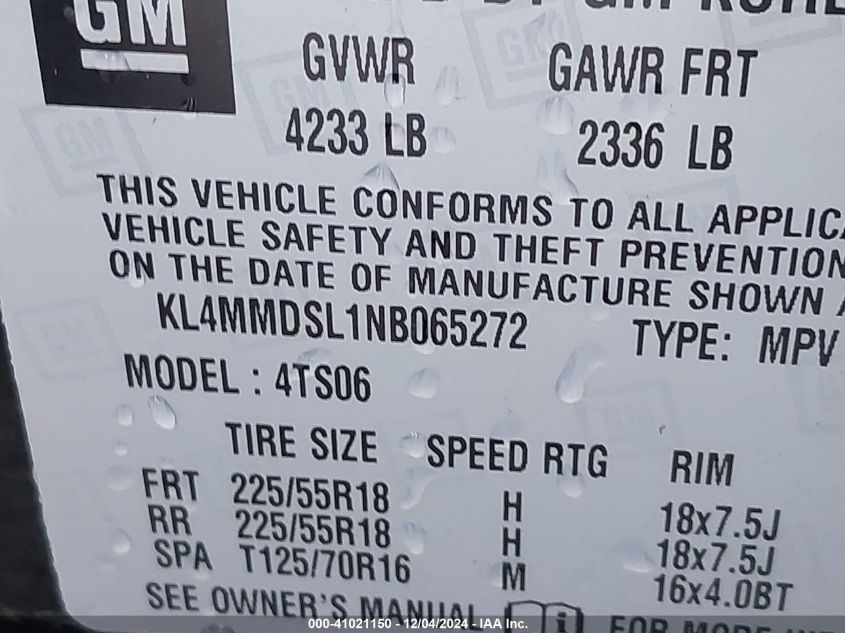 GM
GVWR GAWR FRT
4233 LB 2336 LB
THIS VEHICLE CONFORMS TO ALL
VEHICLE SAFETY AND THEFT PREVENTION
ON THE DATE OF MANUFACTURE SHOWN
KL4MMDSL1NB065272 TYPE: MPV
MODEL : 4TS06
TIRE SIZE SPEED RTG RIM
FRT 225/55R18 H 18x7.5J
RR 225/55R18 H 18x7.5J
SPA T125/70R16 M 16x4.0BT
SEE OWNER'S MANUAL FOR MORE
000-41021150 - 12/04/2024 - IAA Inc.